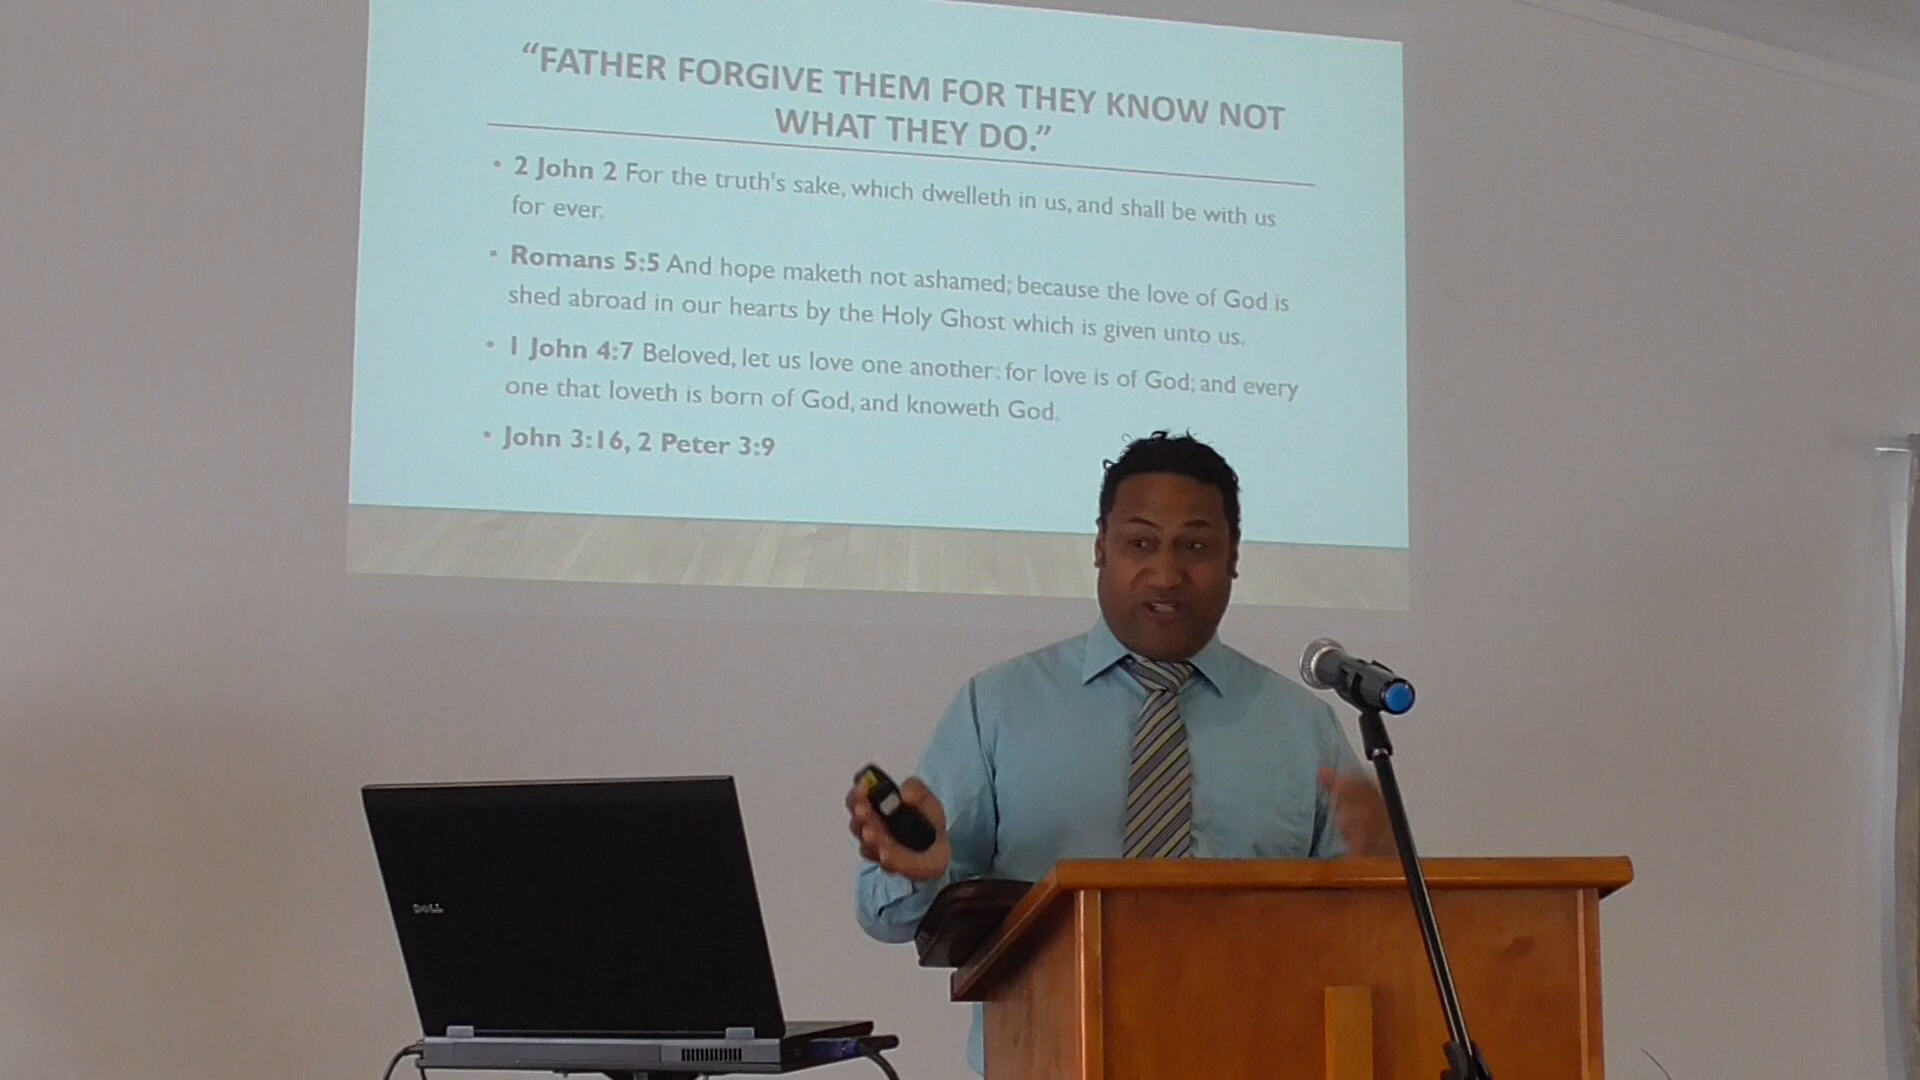 “FATHER FORGIVE THEM FOR THEY KNOW NOT
WHAT THEY DO.”
• 2 John 2 For the truth's sake, which dwelleth in us, and shall be with us
for ever.
• Romans 5:5 And hope maketh not ashamed; because the love of God is
shed abroad in our hearts by the Holy Ghost which is given unto us.
• 1 John 4:7 Beloved, let us love one another: for love is of God; and every
one that loveth is born of God, and knoweth God.
• John 3:16, 2 Peter 3:9
DELL